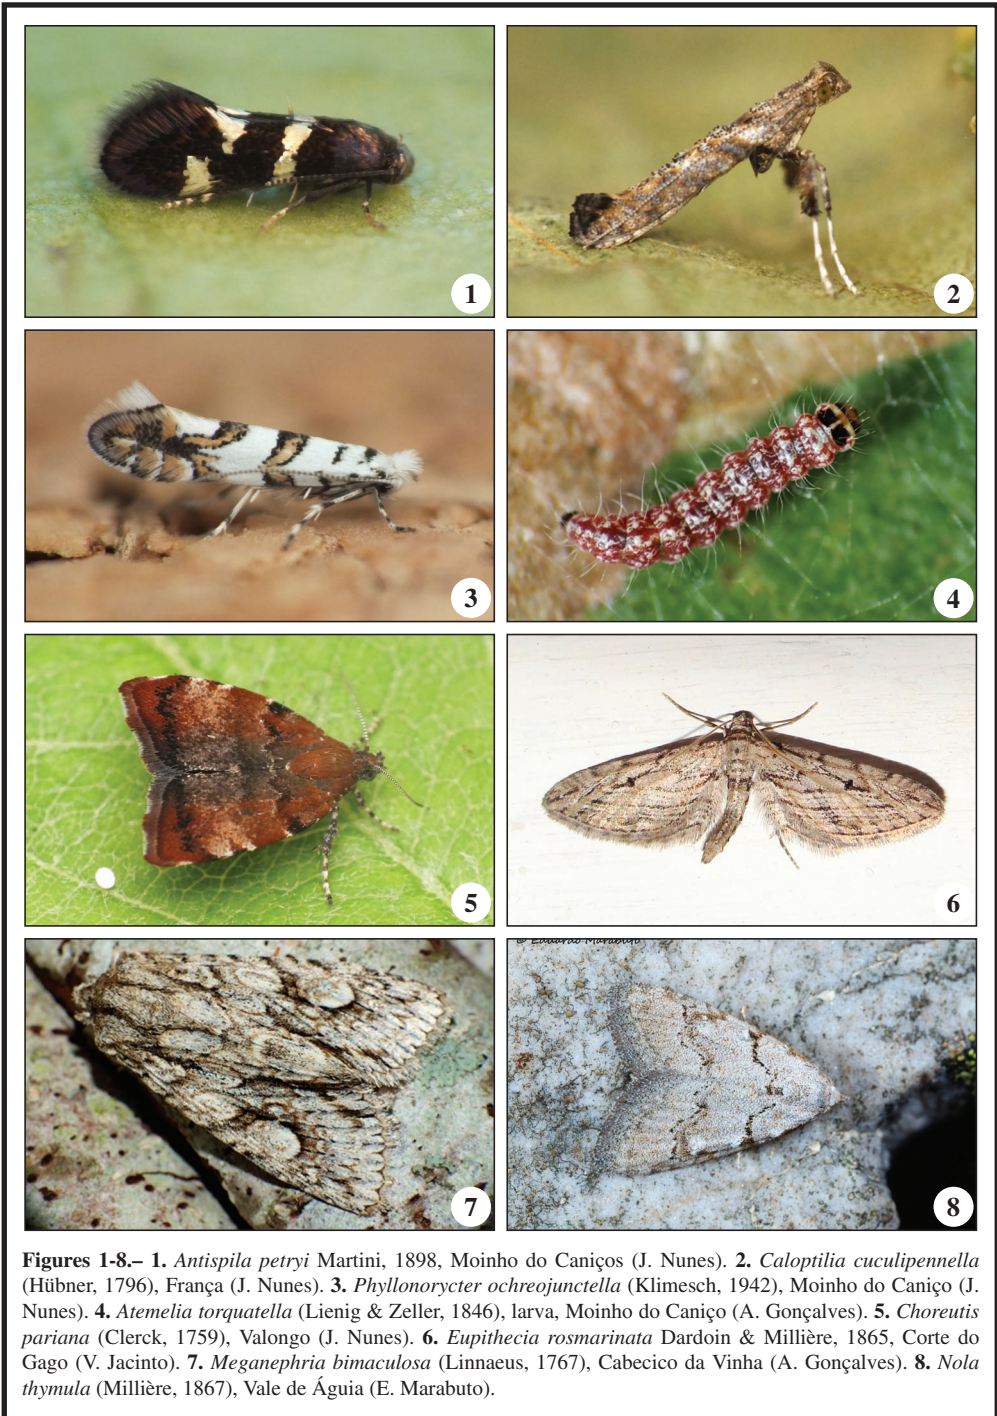 1
2
3
4
5
6
© Eduardo Marabuto
7
8
Figures 1-8.– 1. Antispila petryi Martini, 1898, Moinho do Caniços (J. Nunes). 2. Caloptilia cuculipennella
(Hübner, 1796), França (J. Nunes). 3. Phyllonorycter ochreojunctella (Klimesch, 1942), Moinho do Caniço (J.
Nunes). 4. Atemelia torquatella (Lienig & Zeller, 1846), larva, Moinho do Caniço (A. Gonçalves). 5. Choreutis
pariana (Clerck, 1759), Valongo (J. Nunes). 6. Eupithecia rosmarinata Dardoin & Millière, 1865, Corte do
Gago (V. Jacinto). 7. Meganephria bimaculosa (Linnaeus, 1767), Cabecico da Vinha (A. Gonçalves). 8. Nola
thymula (Millière, 1867), Vale de Águia (E. Marabuto).